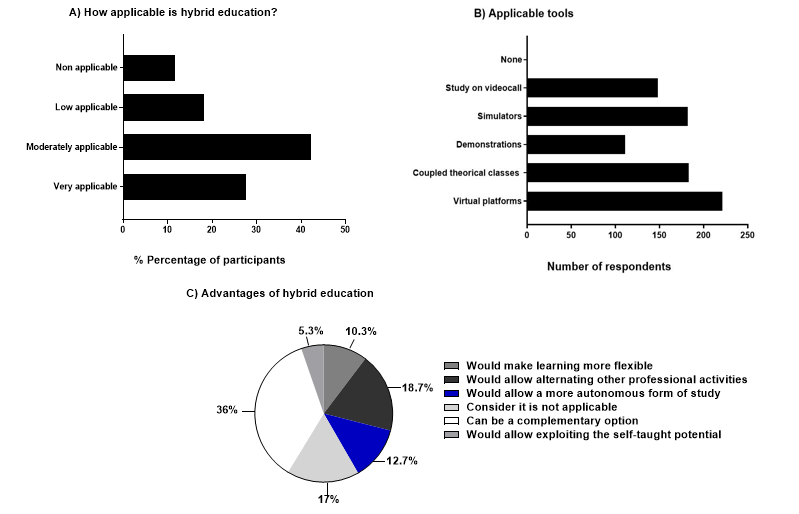 A) How applicable is hybrid education?
Non applicable
Low applicable
Moderately applicable
Very applicable
0 10 20 30 40 50
% Percentage of participants
B) Applicable tools
None
Study on videocall
Simulators
Demonstrations
Coupled theorical classes
Virtual platforms
0 50 100 150 200 250
Number of respondents
C) Advantages of hybrid education
5.3% 10.3%
18.7%
36%
12.7%
17%
Would make learning more flexible
Would allow alternating other professional activities
Would allow a more autonomous form of study
Consider it is not applicable
Can be a complementary option
Would allow exploiting the self-taught potential